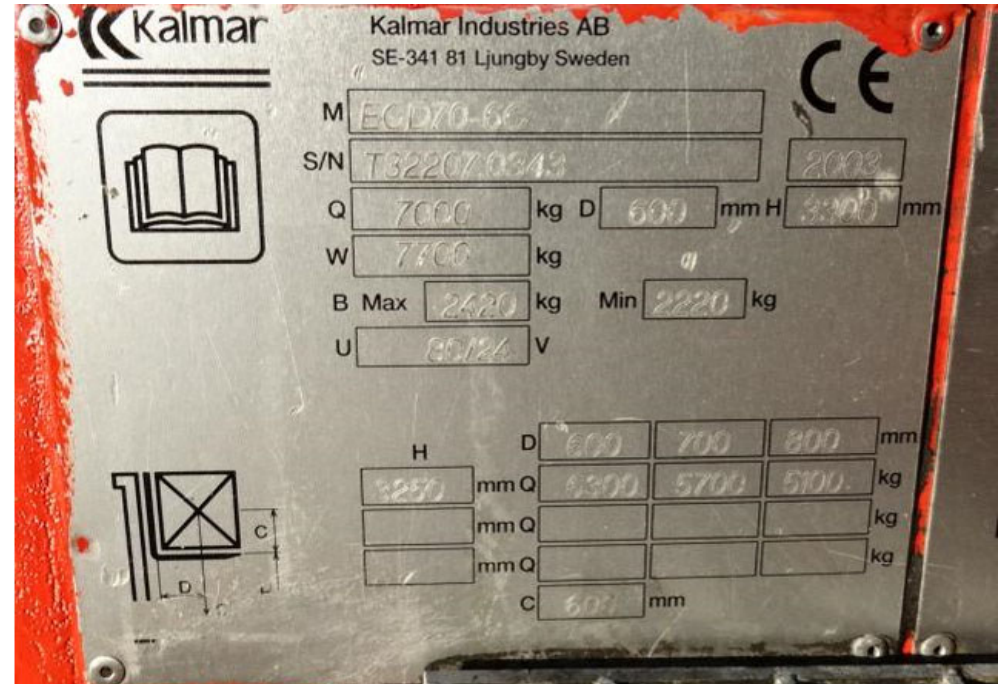 Kalmar
Kalmar Industries AB
SE-341 81 Ljungby Sweden
CE
M ECD70-6C
S/N T32207.0343 2003
Q 7000 kg D 600 mm H 3300 mm
W 7700 kg
B Max 2420 kg Min 2220 kg
U 80/24 V
H D 600 700 800 mm
3250 mm Q 6300 5700 5100 kg
mm Q kg
mm Q kg
C 600 mm
C
D